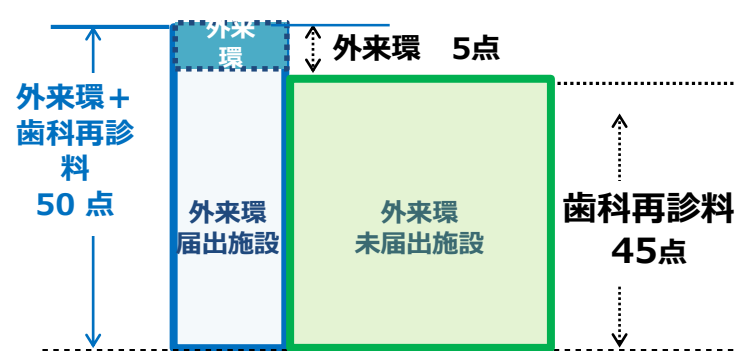 外来環＋
歯科再診
料
50 点
外来
環
外来環　5点
外来環
届出施設
外来環
未届出施設
歯科再診料
45点